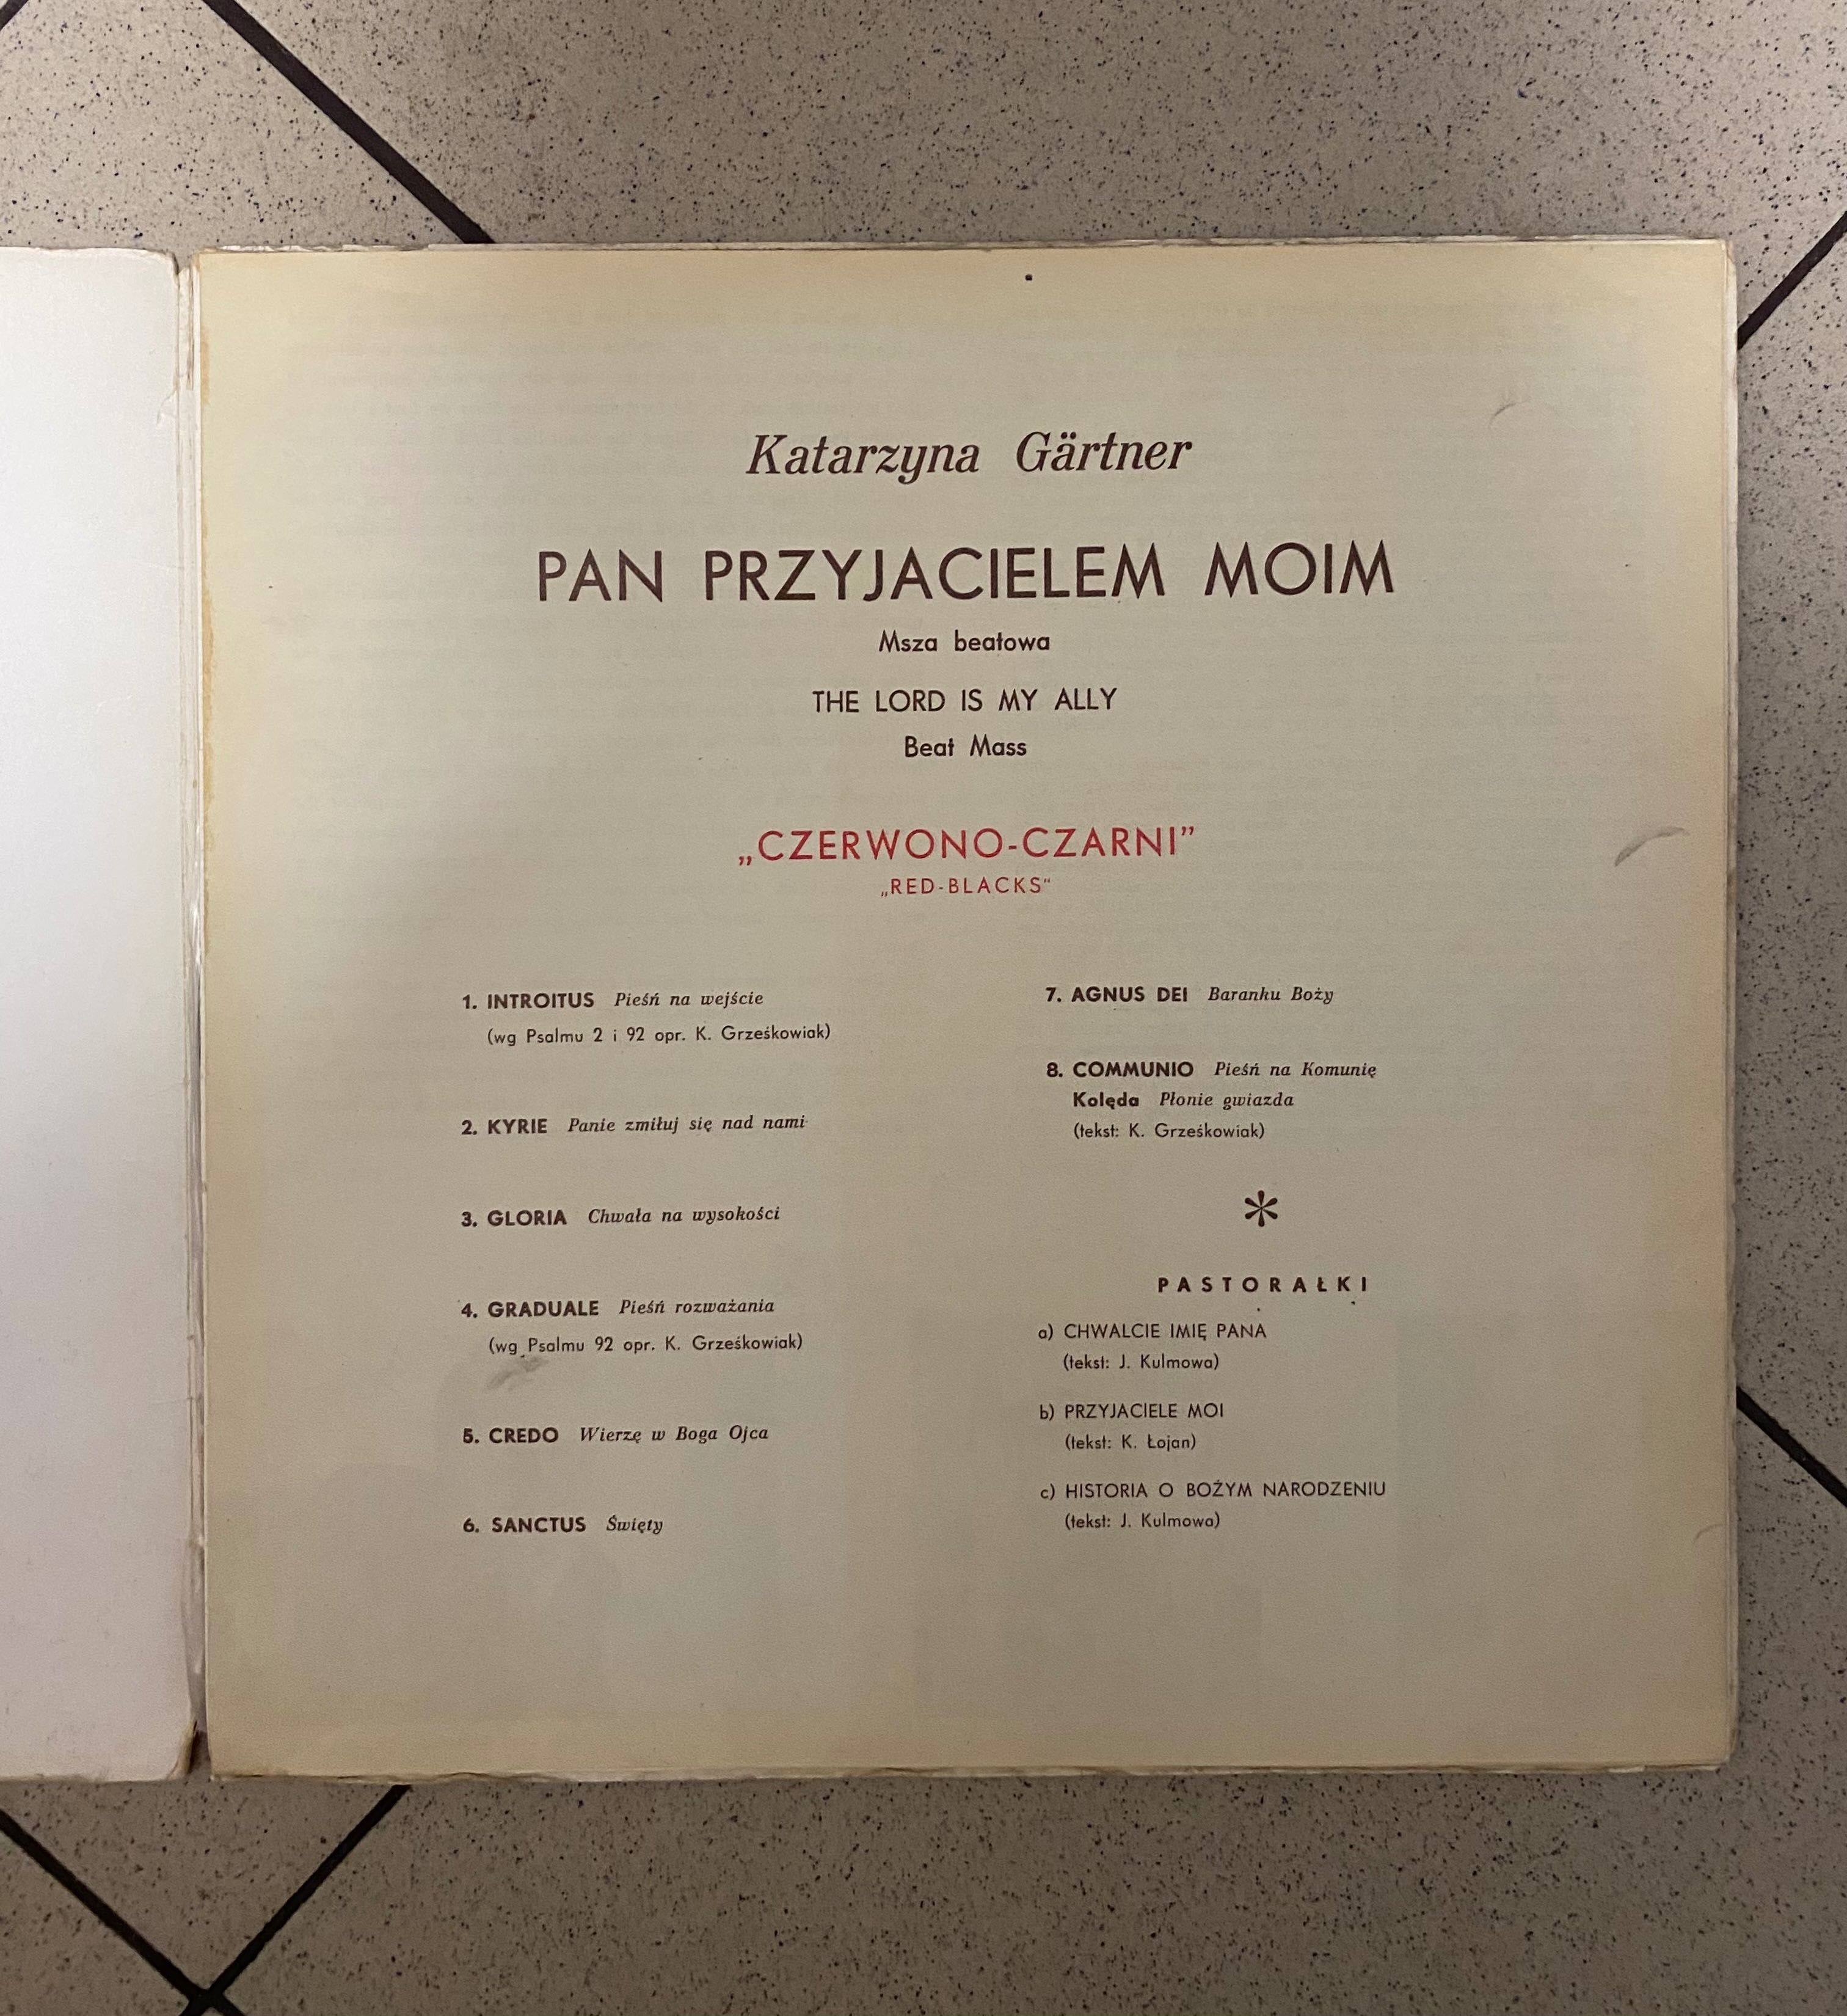 Katarzyna Gärtner
PAN PRZYJACIELEM MOIM
Msza beatowa
THE LORD IS MY ALLY
Beat Mass
„CZERWONO-CZARNI”
„RED-BLACKS“
1. INTROITUS Pieśń na wejście
(wg Psalmu 2 i 92 opr. K. Grześkowiak)
2. KYRIE Panie zmiłuj się nad nami
3. GLORIA Chwała na wysokości
4. GRADUALE Pieśń rozważania
(wg Psalmu 92 opr. K. Grześkowiak)
5. CREDO Wierzę w Boga Ojca
6. SANCTUS Święty
7. AGNUS DEI Baranku Boży
8. COMMUNIO Pieśń na Komunię
Kolęda Płonie gwiazda
(tekst: K. Grześkowiak)
*
PASTORAŁKI
a) CHWALCIE IMIĘ PANA
(tekst: J. Kulmowa)
b) PRZYJACIELE MOI
(tekst: K. Łojan)
c) HISTORIA O BOŻYM NARODZENIU
(tekst: J. Kulmowa)